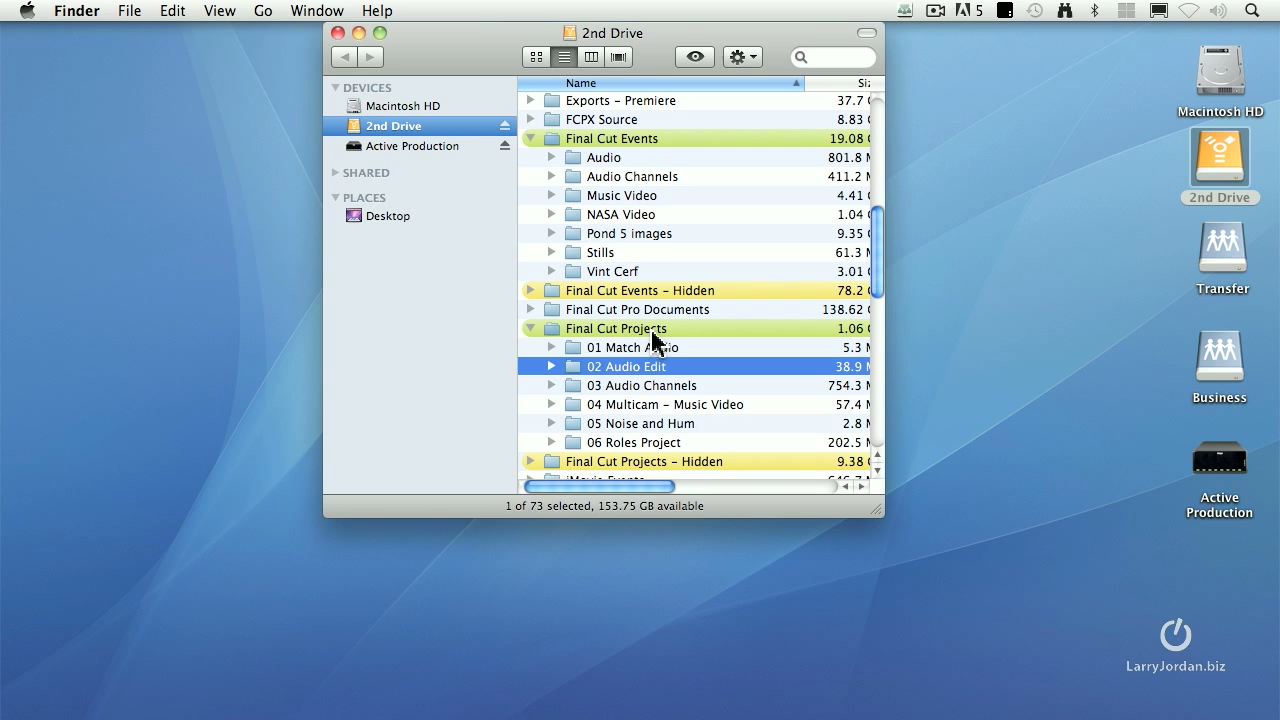 Finder File Edit View Go Window Help 5
2nd Drive
DEVICES
Macintosh HD
2nd Drive
Active Production
SHARED
PLACES
Desktop
Name Siz
Exports – Premiere 37.7 G
FCPX Source 8.83 G
Final Cut Events 19.08 G
Audio 801.8 M
Audio Channels 411.2 M
Music Video 4.41 G
NASA Video 1.04 G
Pond 5 images 9.35 G
Stills 61.3 M
Vint Cerf 3.01 G
Final Cut Events – Hidden 78.2 G
Final Cut Pro Documents 138.62 G
Final Cut Projects 1.06 G
01 Match Audio 5.3 M
02 Audio Edit 38.9 M
03 Audio Channels 754.3 M
04 Multicam – Music Video 57.4 M
05 Noise and Hum 2.8 M
06 Roles Project 202.5 M
Final Cut Projects – Hidden 9.38 G
1 of 73 selected, 153.75 GB available
Macintosh HD
2nd Drive
Transfer
Business
Active
Production
LarryJordan.biz